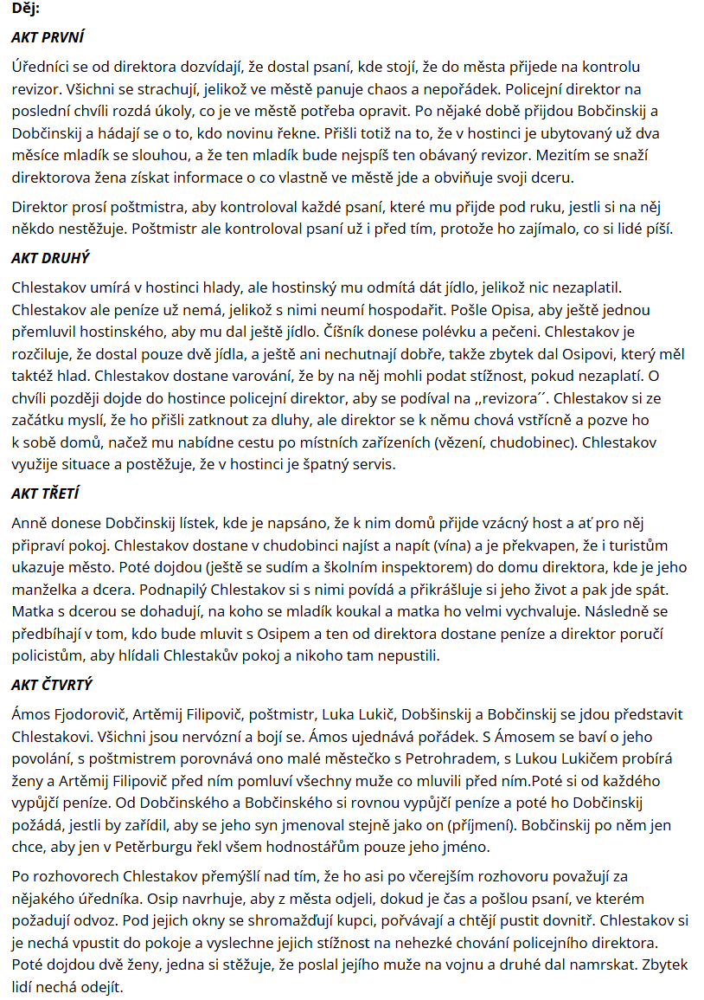 Děj:
AKT PRVNÍ
Úředníci se od direktora dozvídají, že dostal psaní, kde stojí, že do města přijede na kontrolu
revizor. Všichni se strachují, jelikož ve městě panuje chaos a nepořádek. Policejní direktor na
poslední chvíli rozdá úkoly, co je ve městě potřeba opravit. Po nějaké době přijdou Bobčinskij a
Dobčinskij a hádají se o to, kdo novinu řekne. Přišli totiž na to, že v hostinci je ubytovaný už dva
měsíce mladík se slouhou, a že ten mladík bude nejspíš ten obávaný revizor. Mezitím se snaží
direktorova žena získat informace o co vlastně ve městě jde a obviňuje svoji dceru.
Direktor prosí poštmistra, aby kontroloval každé psaní, které mu přijde pod ruku, jestli si na něj
někdo nestěžuje. Poštmistr ale kontroloval psaní už i před tím, protože ho zajímalo, co si lidé píší.
AKT DRUHÝ
Chlestakov umírá v hostinci hlady, ale hostinský mu odmítá dát jídlo, jelikož nic nezaplatil.
Chlestakov ale peníze už nemá, jelikož s nimi neumí hospodařit. Pošle Opisa, aby ještě jednou
přemluvil hostinského, aby mu dal ještě jídlo. Číšník donese polévku a pečeni. Chlestakov je
rozčiluje, že dostal pouze dvě jídla, a ještě ani nechutnají dobře, takže zbytek dal Osipovi, který měl
taktéž hlad. Chlestakov dostane varování, že by na něj mohli podat stížnost, pokud nezaplatí. O
chvíli později dojde do hostince policejní direktor, aby se podíval na ,,revizora´´. Chlestakov si ze
začátku myslí, že ho přišli zatknout za dluhy, ale direktor se k němu chová vstřícně a pozve ho
k sobě domů, načež mu nabídne cestu po místních zařízeních (vězení, chudobinec). Chlestakov
využije situace a postěžuje, že v hostinci je špatný servis.
AKT TŘETÍ
Anně donese Dobčinskij lístek, kde je napsáno, že k nim domů přijde vzácný host a ať pro něj
připraví pokoj. Chlestakov dostane v chudobinci najíst a napít (vína) a je překvapen, že i turistům
ukazuje město. Poté dojdou (ještě se sudím a školním inspektorem) do domu direktora, kde je jeho
manželka a dcera. Podnapilý Chlestakov si s nimi povídá a přikrášluje si jeho život a pak jde spát.
Matka s dcerou se dohadují, na koho se mladík koukal a matka ho velmi vychvaluje. Následně se
předbíhají v tom, kdo bude mluvit s Osipem a ten od direktora dostane peníze a direktor poručí
policistům, aby hlídali Chlestakův pokoj a nikoho tam nepustili.
AKT ČTVRTÝ
Ámos Fjodorovič, Artěmij Filipovič, poštmistr, Luka Lukič, Dobšinskij a Bobčinskij se jdou představit
Chlestakovi. Všichni jsou nervózní a bojí se. Ámos ujednává pořádek. S Ámosem se baví o jeho
povolání, s poštmistrem porovnává ono malé městečko s Petrohradem, s Lukou Lukičem probírá
ženy a Artěmij Filipovič před ním pomluví všechny muže co mluvili před ním.Poté si od každého
vypůjčí peníze. Od Dobčinského a Bobčinského si rovnou vypůjčí peníze a poté ho Dobčinskij
požádá, jestli by zařídil, aby se jeho syn jmenoval stejně jako on (příjmení). Bobčinskij po něm jen
chce, aby jen v Petěrburgu řekl všem hodnostářům pouze jeho jméno.
Po rozhovorech Chlestakov přemýšlí nad tím, že ho asi po včerejším rozhovoru považují za
nějakého úředníka. Osip navrhuje, aby z města odjeli, dokud je čas a pošlou psaní, ve kterém
požadují odvoz. Pod jejich okny se shromažďují kupci, pořvávají a chtějí pustit dovnitř. Chlestakov si
je nechá vpustit do pokoje a vyslechne jejich stížnost na nehezké chování policejního direktora.
Poté dojdou dvě ženy, jedna si stěžuje, že poslal jejího muže na vojnu a druhé dal namrskat. Zbytek
lidí nechá odejít.